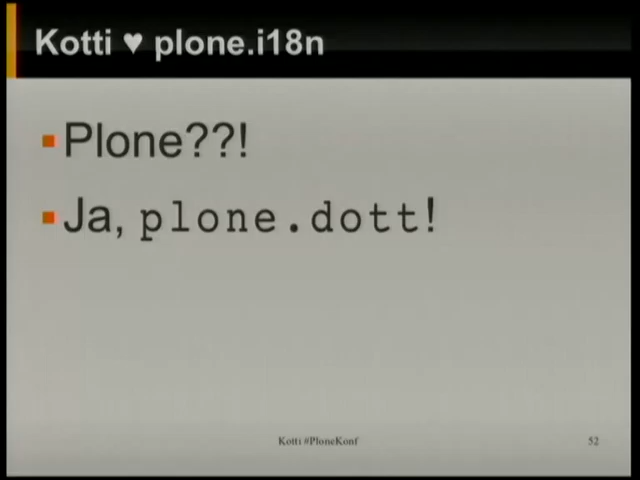 Kotti ♥ plone.i18n
Plone??!
Ja, plone.dott!
Kotti #PloneKonf
52